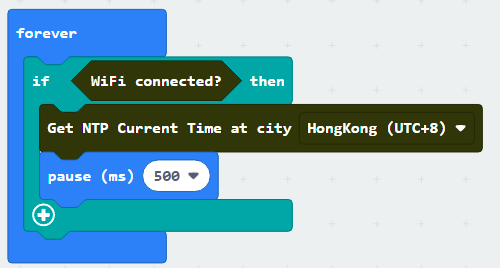 forever
if WiFi connected? then
Get NTP Current Time at city HongKong (UTC+8)
pause (ms) 500